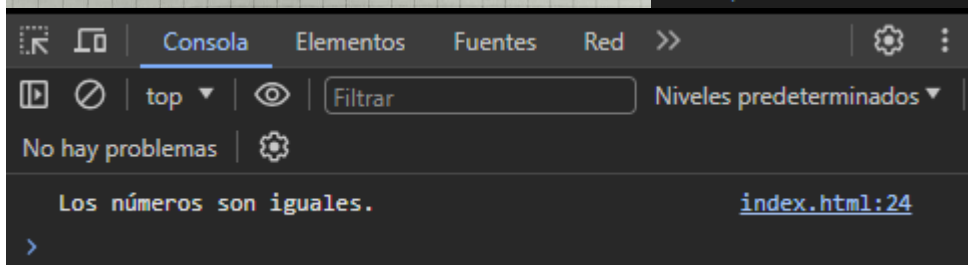 Consola Elementos Fuentes Red
top Filtrar Niveles predeterminados
No hay problemas
Los números son iguales. index.html:24